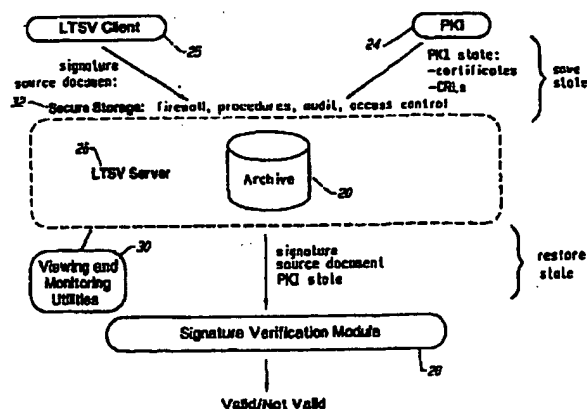 LTSV Client
25
PKI
24
signature
source document:
PKI state:
-certificates
-CRLs
save
state
32
Secure Storage: firewall, procedures, audit, access control
26
LTSV Server
Archive
20
30
Viewing and
Monitoring
Utilities
signature
source document
PKI state
restore
state
Signature Verification Module
28
Valid/Not Valid